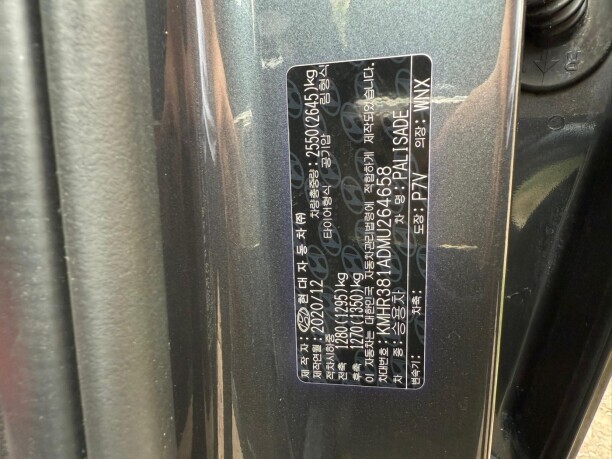 제 작 자: 현 대 자 동 차 ㈜
제작연월: 2020/12 차량총중량: 2550(2645)kg
적차시하중 타이어형식 공기압 림형식
전축 1280(1295)kg
후축 1270(1350)kg
이 자동차는 대한민국 자동차관리법령에 적합하게 제작되었습니다.
차대번호: KMHR381ADMU264658
차 종: 승용차 차 명: PALISADE
변속기: 차축: 도장: P7V 의장: WNX